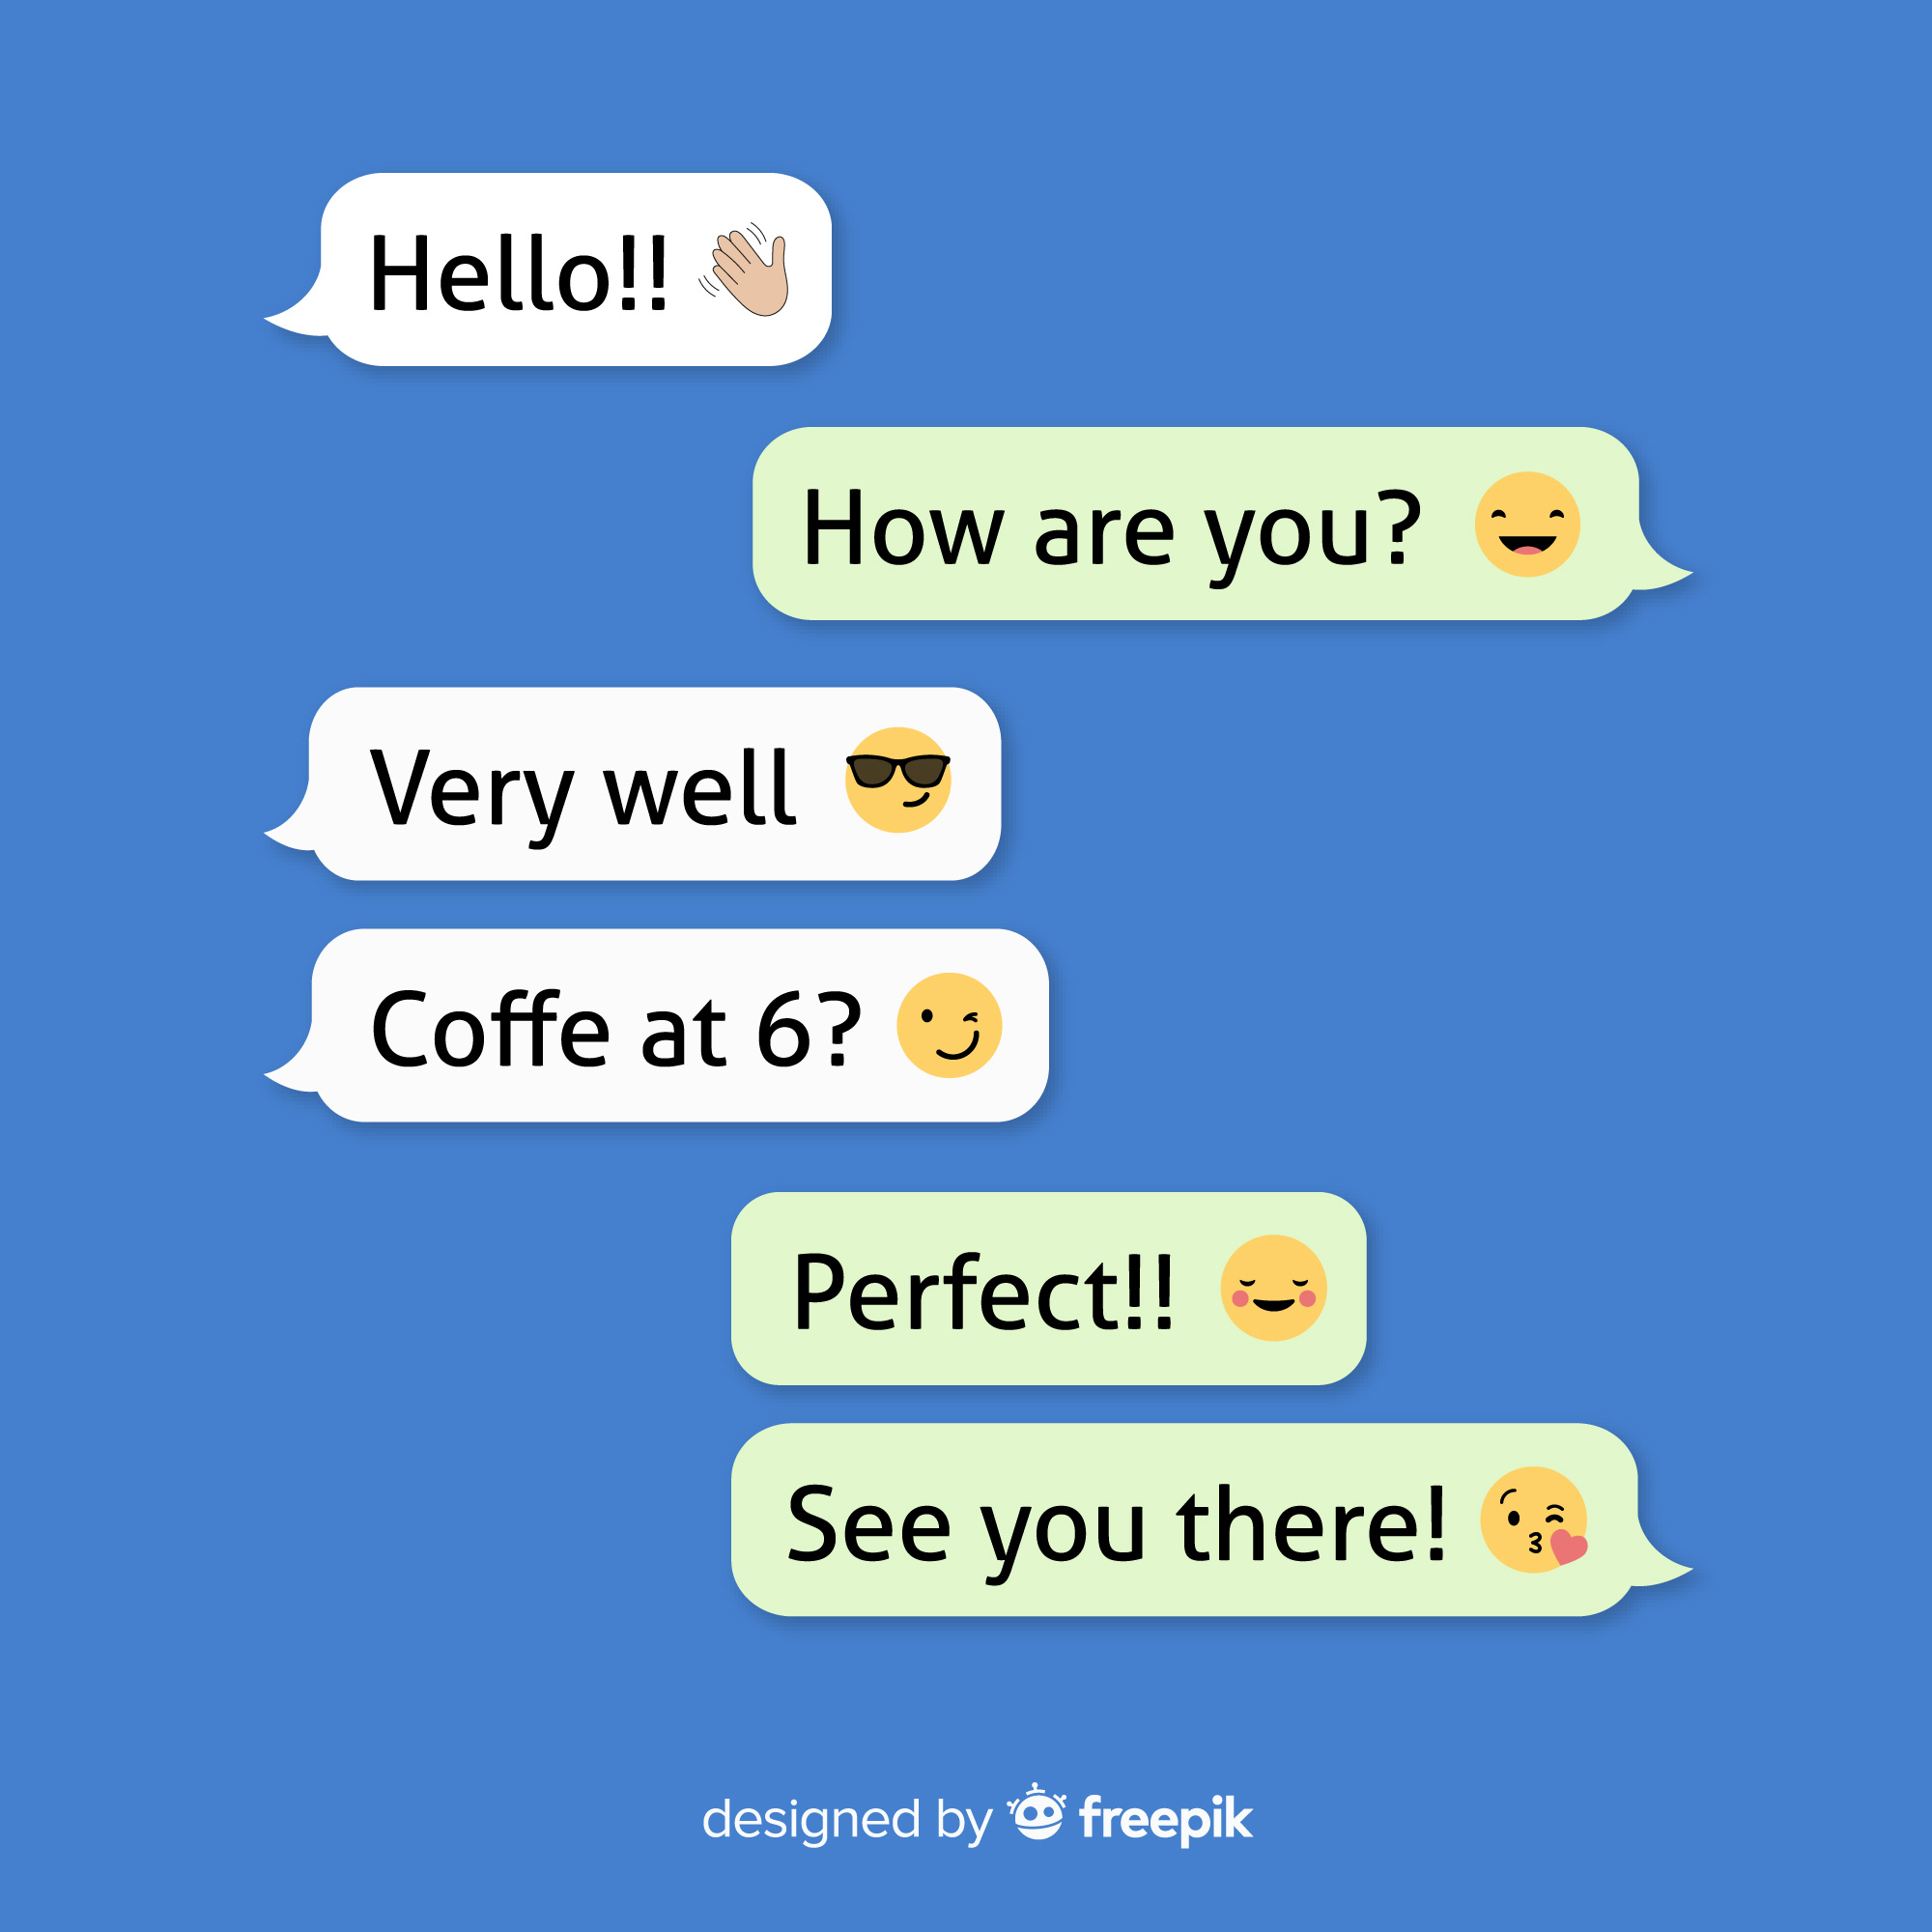 Hello!! 👋🏼
How are you? 😄
Very well 😎
Coffe at 6? 😉
Perfect!! 😊
See you there! 😘
designed by freepik